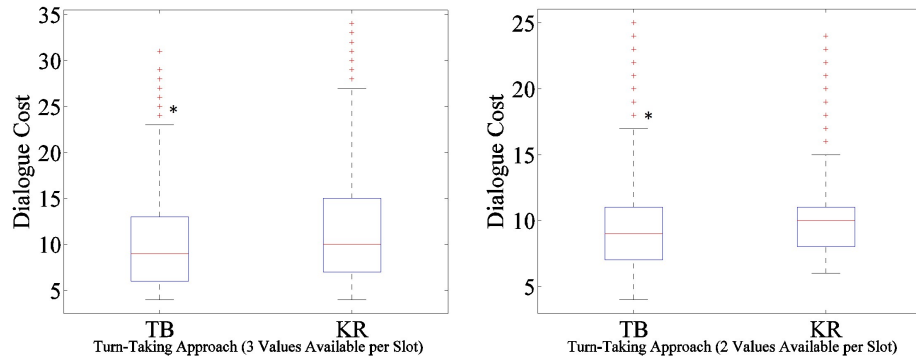 Dialogue Cost
35
30
25
20
15
10
5
*
TB
KR
Turn-Taking Approach (3 Values Available per Slot)
Dialogue Cost
25
20
15
10
5
*
TB
KR
Turn-Taking Approach (2 Values Available per Slot)